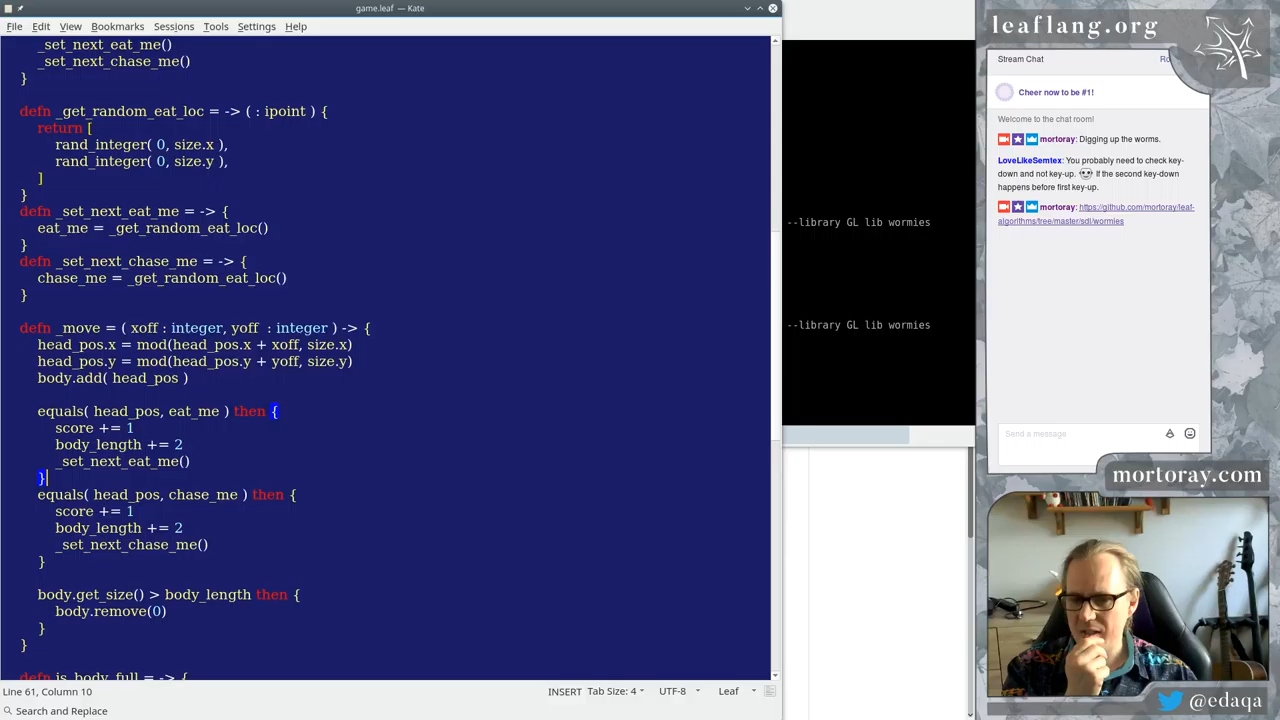 game.leaf — Kate
File Edit View Bookmarks Sessions Tools Settings Help
_set_next_eat_me()
_set_next_chase_me()
}
defn _get_random_eat_loc = -> ( : ipoint ) {
return [
rand_integer( 0, size.x ),
rand_integer( 0, size.y ),
]
}
defn _set_next_eat_me = -> {
eat_me = _get_random_eat_loc()
}
defn _set_next_chase_me = -> {
chase_me = _get_random_eat_loc()
}
defn _move = ( xoff : integer, yoff : integer ) -> {
head_pos.x = mod(head_pos.x + xoff, size.x)
head_pos.y = mod(head_pos.y + yoff, size.y)
body.add( head_pos )
equals( head_pos, eat_me ) then {
score += 1
body_length += 2
_set_next_eat_me()
}
equals( head_pos, chase_me ) then {
score += 1
body_length += 2
_set_next_chase_me()
}
body.get_size() > body_length then {
body.remove(0)
}
}
defn is_body_full = -> {
Line 61, Column 10 INSERT Tab Size: 4 UTF-8 Leaf
Search and Replace
--library GL lib wormies
--library GL lib wormies
leaflang.org
Stream Chat
Cheer now to be #1!
Welcome to the chat room!
mortoray: Digging up the worms.
LoveLikeSemtex: You probably need to check key-
down and not key-up. If the second key-down
happens before first key-up.
mortoray: https://github.com/mortoray/leaf-
algorithms/tree/master/sdl/wormies
Send a message
mortoray.com
@edaqa